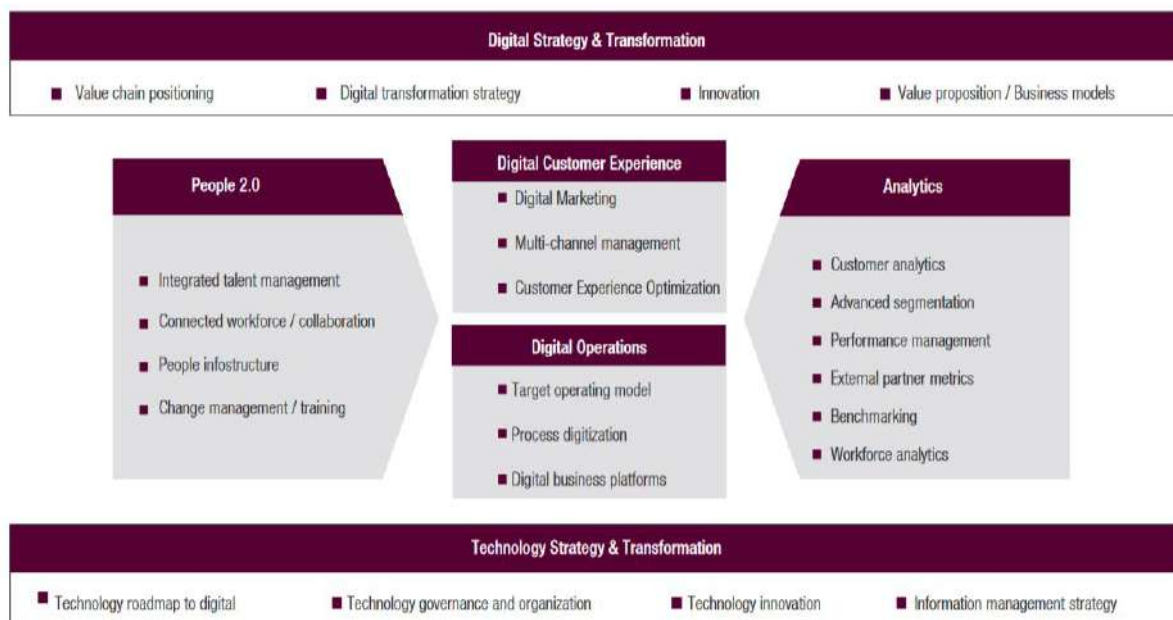 Digital Strategy & Transformation
Value chain positioning
Digital transformation strategy
Innovation
Value proposition / Business models
People 2.0
Integrated talent management
Connected workforce / collaboration
People infostructure
Change management / training
Digital Customer Experience
Digital Marketing
Multi-channel management
Customer Experience Optimization
Digital Operations
Target operating model
Process digitization
Digital business platforms
Analytics
Customer analytics
Advanced segmentation
Performance management
External partner metrics
Benchmarking
Workforce analytics
Technology Strategy & Transformation
Technology roadmap to digital
Technology governance and organization
Technology innovation
Information management strategy